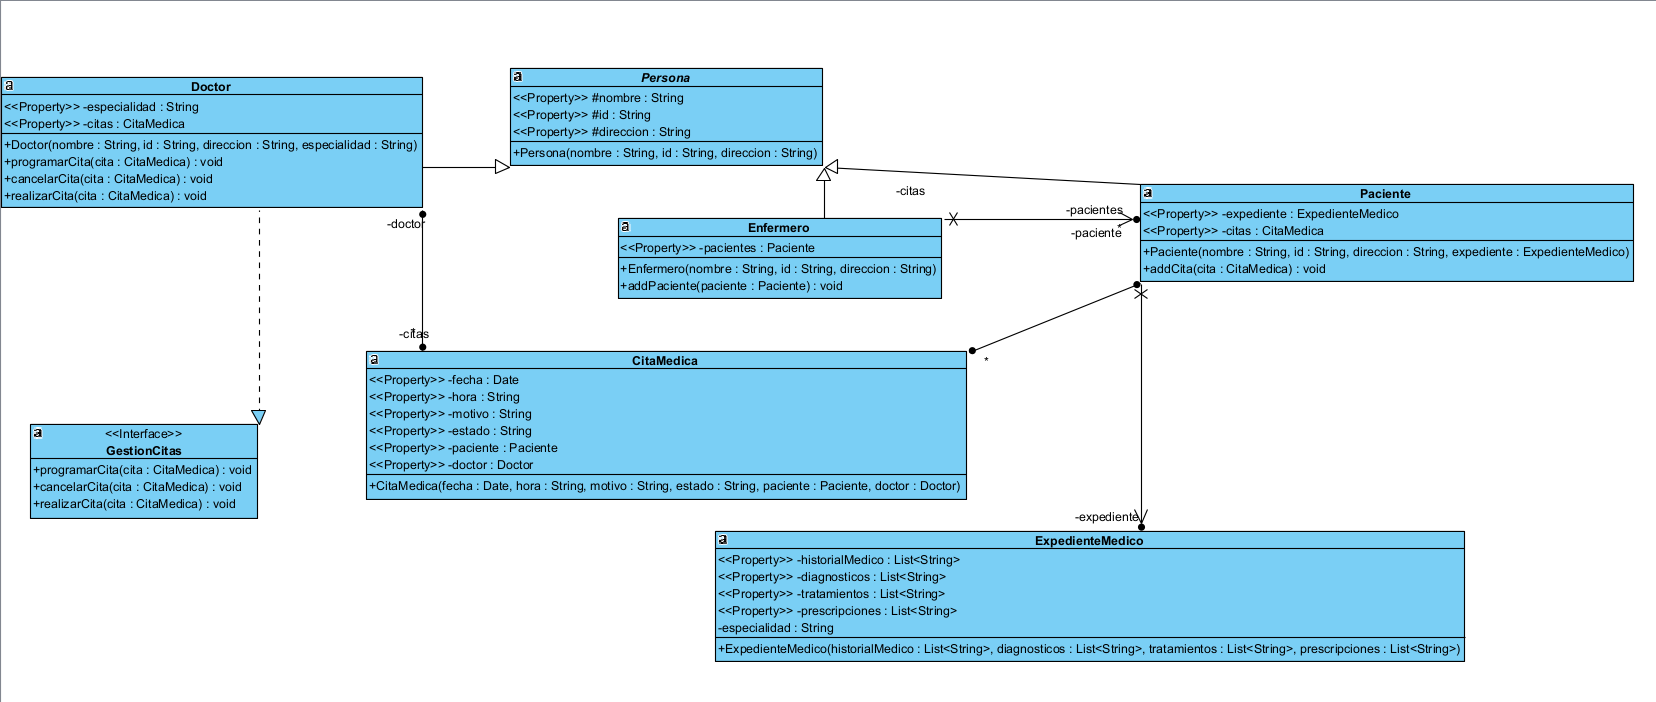 Doctor
<<Property>> -especialidad : String
<<Property>> -citas : CitaMedica
+Doctor(nombre : String, id : String, direccion : String, especialidad : String)
+programarCita(cita : CitaMedica) : void
+cancelarCita(cita : CitaMedica) : void
+realizarCita(cita : CitaMedica) : void
Persona
<<Property>> #nombre : String
<<Property>> #id : String
<<Property>> #direccion : String
+Persona(nombre : String, id : String, direccion : String)
-citas
-pacientes
*
-paciente
Paciente
<<Property>> -expediente : ExpedienteMedico
<<Property>> -citas : CitaMedica
+Paciente(nombre : String, id : String, direccion : String, expediente : ExpedienteMedico)
+addCita(cita : CitaMedica) : void
Enfermero
<<Property>> -pacientes : Paciente
+Enfermero(nombre : String, id : String, direccion : String)
+addPaciente(paciente : Paciente) : void
-doctor
-citas
*
*
CitaMedica
<<Property>> -fecha : Date
<<Property>> -hora : String
<<Property>> -motivo : String
<<Property>> -estado : String
<<Property>> -paciente : Paciente
<<Property>> -doctor : Doctor
+CitaMedica(fecha : Date, hora : String, motivo : String, estado : String, paciente : Paciente, doctor : Doctor)
<<Interface>>
GestionCitas
+programarCita(cita : CitaMedica) : void
+cancelarCita(cita : CitaMedica) : void
+realizarCita(cita : CitaMedica) : void
-expediente
ExpedienteMedico
<<Property>> -historialMedico : List<String>
<<Property>> -diagnosticos : List<String>
<<Property>> -tratamientos : List<String>
<<Property>> -prescripciones : List<String>
-especialidad : String
+ExpedienteMedico(historialMedico : List<String>, diagnosticos : List<String>, tratamientos : List<String>, prescripciones : List<String>)